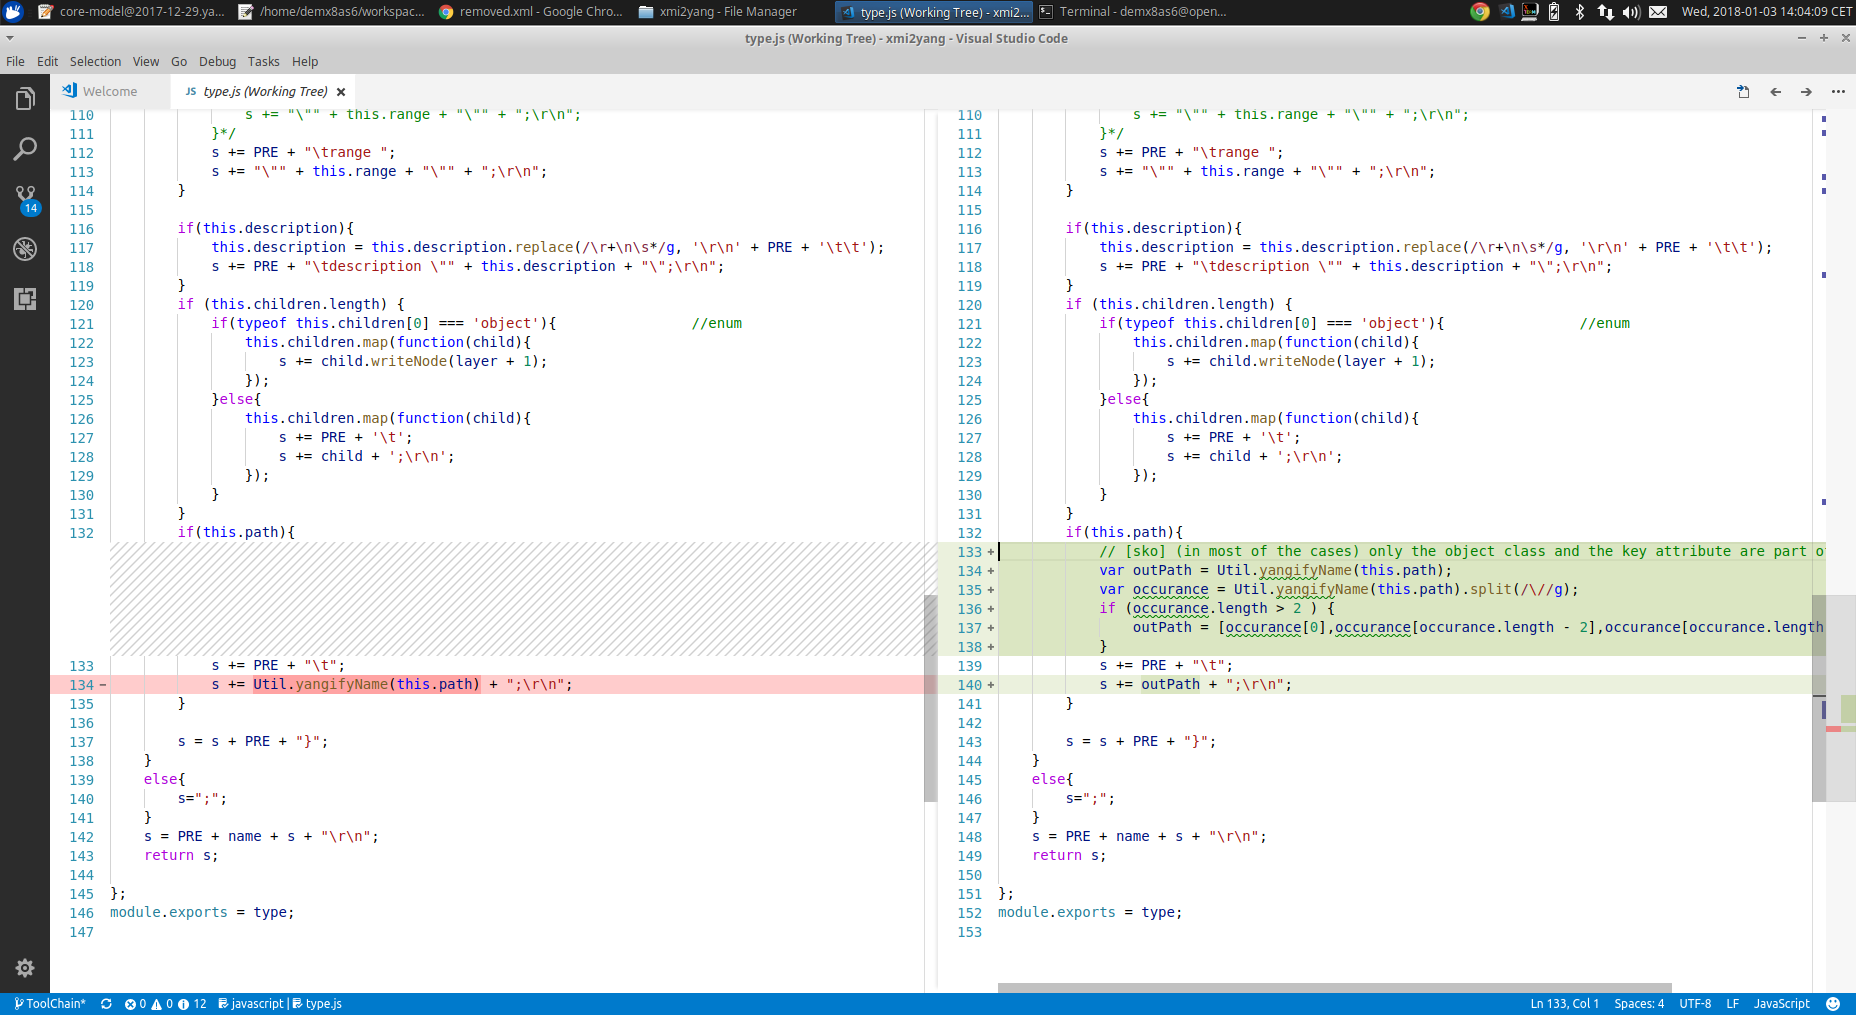 core-model@2017-12-29.ya... /home/demx8as6/workspac... removed.xml - Google Chro... xmi2yang - File Manager type.js (Working Tree) - xmi2... Terminal - demx8as6@open... Wed, 2018-01-03 14:04:09 CET
type.js (Working Tree) - xmi2yang - Visual Studio Code
File Edit Selection View Go Debug Tasks Help
Welcome JS type.js (Working Tree)
14
110 s += "\"" + this.range + "\"" + ";\r\n";
111 }*/
112 s += PRE + "\trange ";
113 s += "\"" + this.range + "\"" + ";\r\n";
114 }
115
116 if(this.description){
117 this.description = this.description.replace(/\r+\n\s*/g, '\r\n' + PRE + '\t\t');
118 s += PRE + "\tdescription \"" + this.description + "\";\r\n";
119 }
120 if (this.children.length) {
121 if(typeof this.children[0] === 'object'){ //enum
122 this.children.map(function(child){
123 s += child.writeNode(layer + 1);
124 });
125 }else{
126 this.children.map(function(child){
127 s += PRE + '\t';
128 s += child + ';\r\n';
129 });
130 }
131 }
132 if(this.path){
133 s += PRE + "\t";
134 - s += Util.yangifyName(this.path) + ";\r\n";
135 }
136
137 s = s + PRE + "}";
138 }
139 else{
140 s=";";
141 }
142 s = PRE + name + s + "\r\n";
143 return s;
144
145 };
146 module.exports = type;
147
110 s += "\"" + this.range + "\"" + ";\r\n";
111 }*/
112 s += PRE + "\trange ";
113 s += "\"" + this.range + "\"" + ";\r\n";
114 }
115
116 if(this.description){
117 this.description = this.description.replace(/\r+\n\s*/g, '\r\n' + PRE + '\t\t');
118 s += PRE + "\tdescription \"" + this.description + "\";\r\n";
119 }
120 if (this.children.length) {
121 if(typeof this.children[0] === 'object'){ //enum
122 this.children.map(function(child){
123 s += child.writeNode(layer + 1);
124 });
125 }else{
126 this.children.map(function(child){
127 s += PRE + '\t';
128 s += child + ';\r\n';
129 });
130 }
131 }
132 if(this.path){
133 + // [sko] (in most of the cases) only the object class and the key attribute are part o
134 + var outPath = Util.yangifyName(this.path);
135 + var occurance = Util.yangifyName(this.path).split(/\//g);
136 + if (occurance.length > 2 ) {
137 + outPath = [occurance[0],occurance[occurance.length - 2],occurance[occurance.length
138 + }
139 s += PRE + "\t";
140 + s += outPath + ";\r\n";
141 }
142
143 s = s + PRE + "}";
144 }
145 else{
146 s=";";
147 }
148 s = PRE + name + s + "\r\n";
149 return s;
150
151 };
152 module.exports = type;
153
ToolChain* 0 0 12 javascript | type.js Ln 133, Col 1 Spaces: 4 UTF-8 LF JavaScript